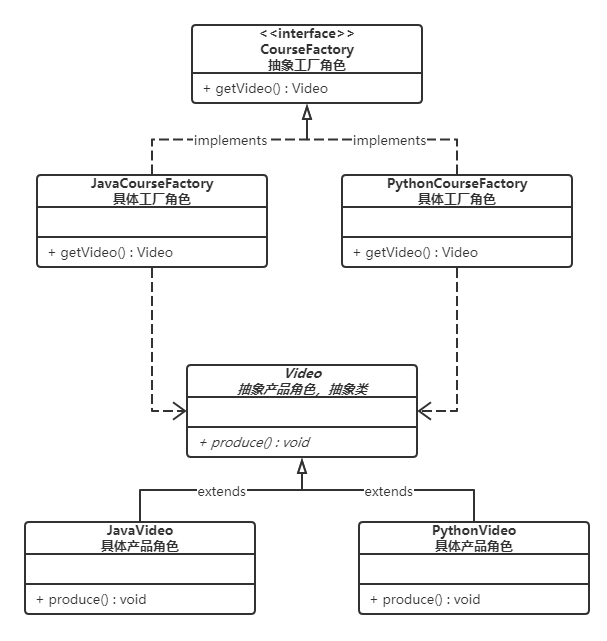 <<interface>>
CourseFactory
抽象工厂角色
+ getVideo() : Video
implements
implements
JavaCourseFactory
具体工厂角色
+ getVideo() : Video
PythonCourseFactory
具体工厂角色
+ getVideo() : Video
Video
抽象产品角色，抽象类
+ produce() : void
extends
extends
JavaVideo
具体产品角色
+ produce() : void
PythonVideo
具体产品角色
+ produce() : void